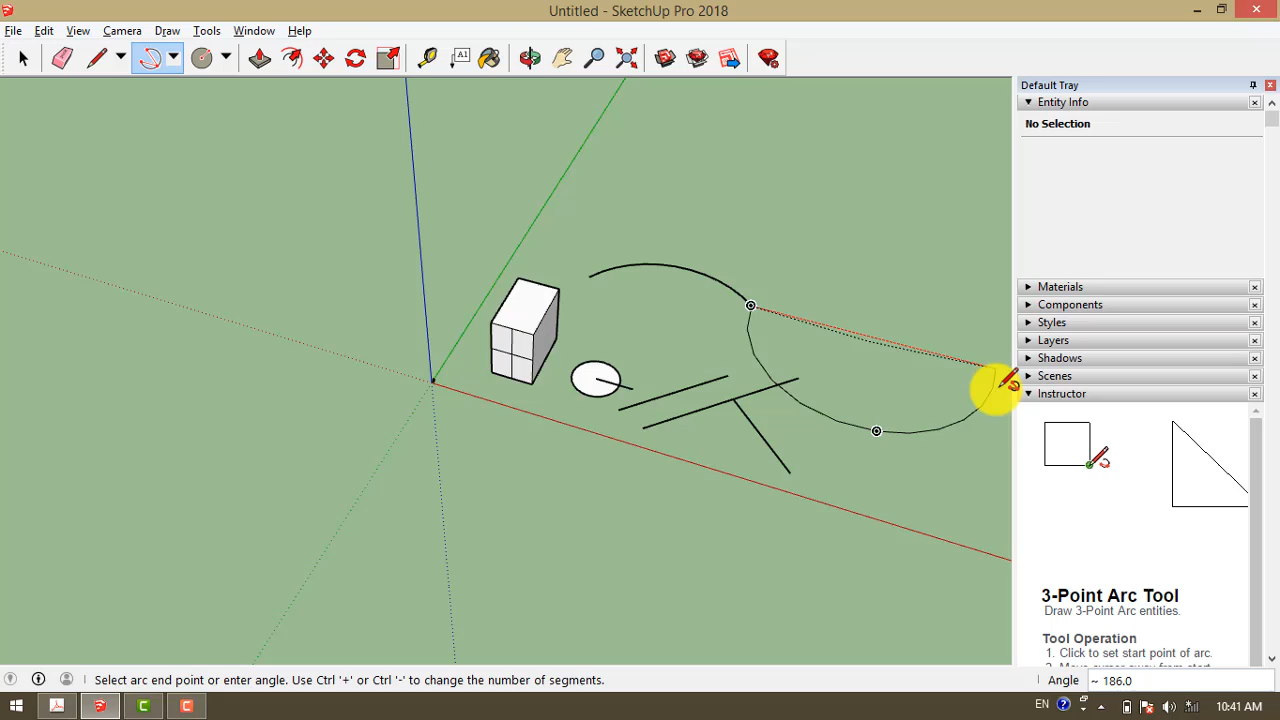 Untitled - SketchUp Pro 2018
File Edit View Camera Draw Tools Window Help
A1
Default Tray
Entity Info
No Selection
Materials
Components
Styles
Layers
Shadows
Scenes
Instructor
3-Point Arc Tool
Draw 3-Point Arc entities.
Tool Operation
1. Click to set start point of arc.
Select arc end point or enter angle. Use Ctrl '+' or Ctrl '-' to change the number of segments.
Angle ~ 186.0
EN 10:41 AM